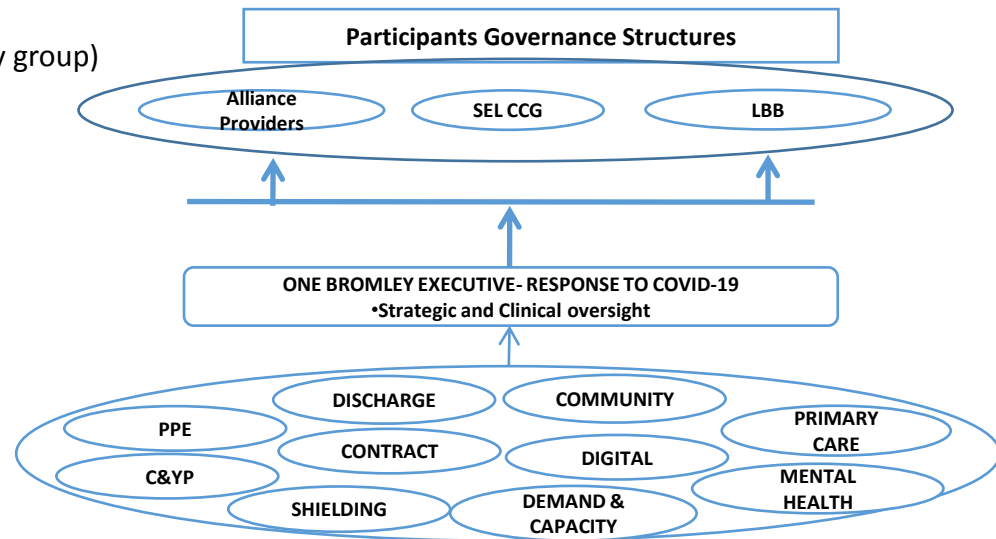 Participants Governance Structures
y group)
Alliance
Providers
SEL CCG
LBB
ONE BROMLEY EXECUTIVE- RESPONSE TO COVID-19
•Strategic and Clinical oversight
DISCHARGE
COMMUNITY
PPE
PRIMARY
CARE
CONTRACT
DIGITAL
C&YP
MENTAL
HEALTH
SHIELDING
DEMAND &
CAPACITY